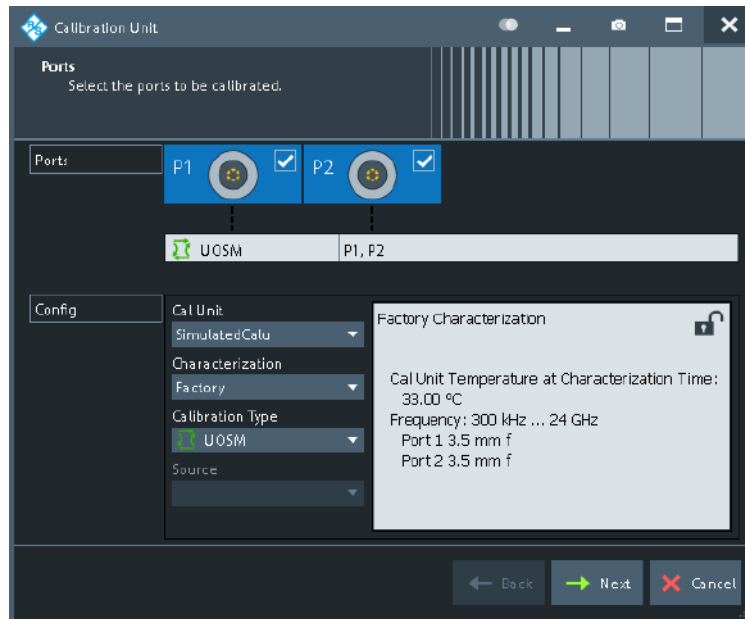 Calibration Unit
Ports
Select the ports to be calibrated.
Ports
P1
P2
UOSM
P1, P2
Config
Cal Unit
SimulatedCalu
Characterization
Factory
Calibration Type
UOSM
Source
Factory Characterization
Cal Unit Temperature at Characterization Time:
33.00 ºC
Frequency: 300 kHz ... 24 GHz
Port 1 3.5 mm f
Port 2 3.5 mm f
Back
Next
Cancel